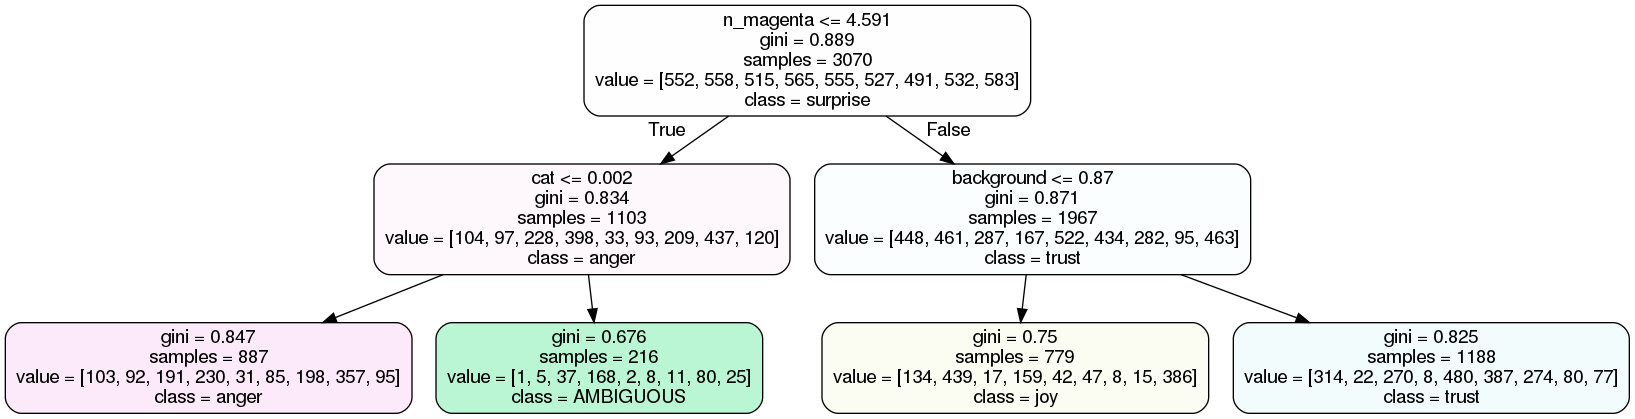 n_magenta <= 4.591
gini = 0.889
samples = 3070
value = [552, 558, 515, 565, 555, 527, 491, 532, 583]
class = surprise
True
False
cat <= 0.002
gini = 0.834
samples = 1103
value = [104, 97, 228, 398, 33, 93, 209, 437, 120]
class = anger
background <= 0.87
gini = 0.871
samples = 1967
value = [448, 461, 287, 167, 522, 434, 282, 95, 463]
class = trust
gini = 0.847
samples = 887
value = [103, 92, 191, 230, 31, 85, 198, 357, 95]
class = anger
gini = 0.676
samples = 216
value = [1, 5, 37, 168, 2, 8, 11, 80, 25]
class = AMBIGUOUS
gini = 0.75
samples = 779
value = [134, 439, 17, 159, 42, 47, 8, 15, 386]
class = joy
gini = 0.825
samples = 1188
value = [314, 22, 270, 8, 480, 387, 274, 80, 77]
class = trust